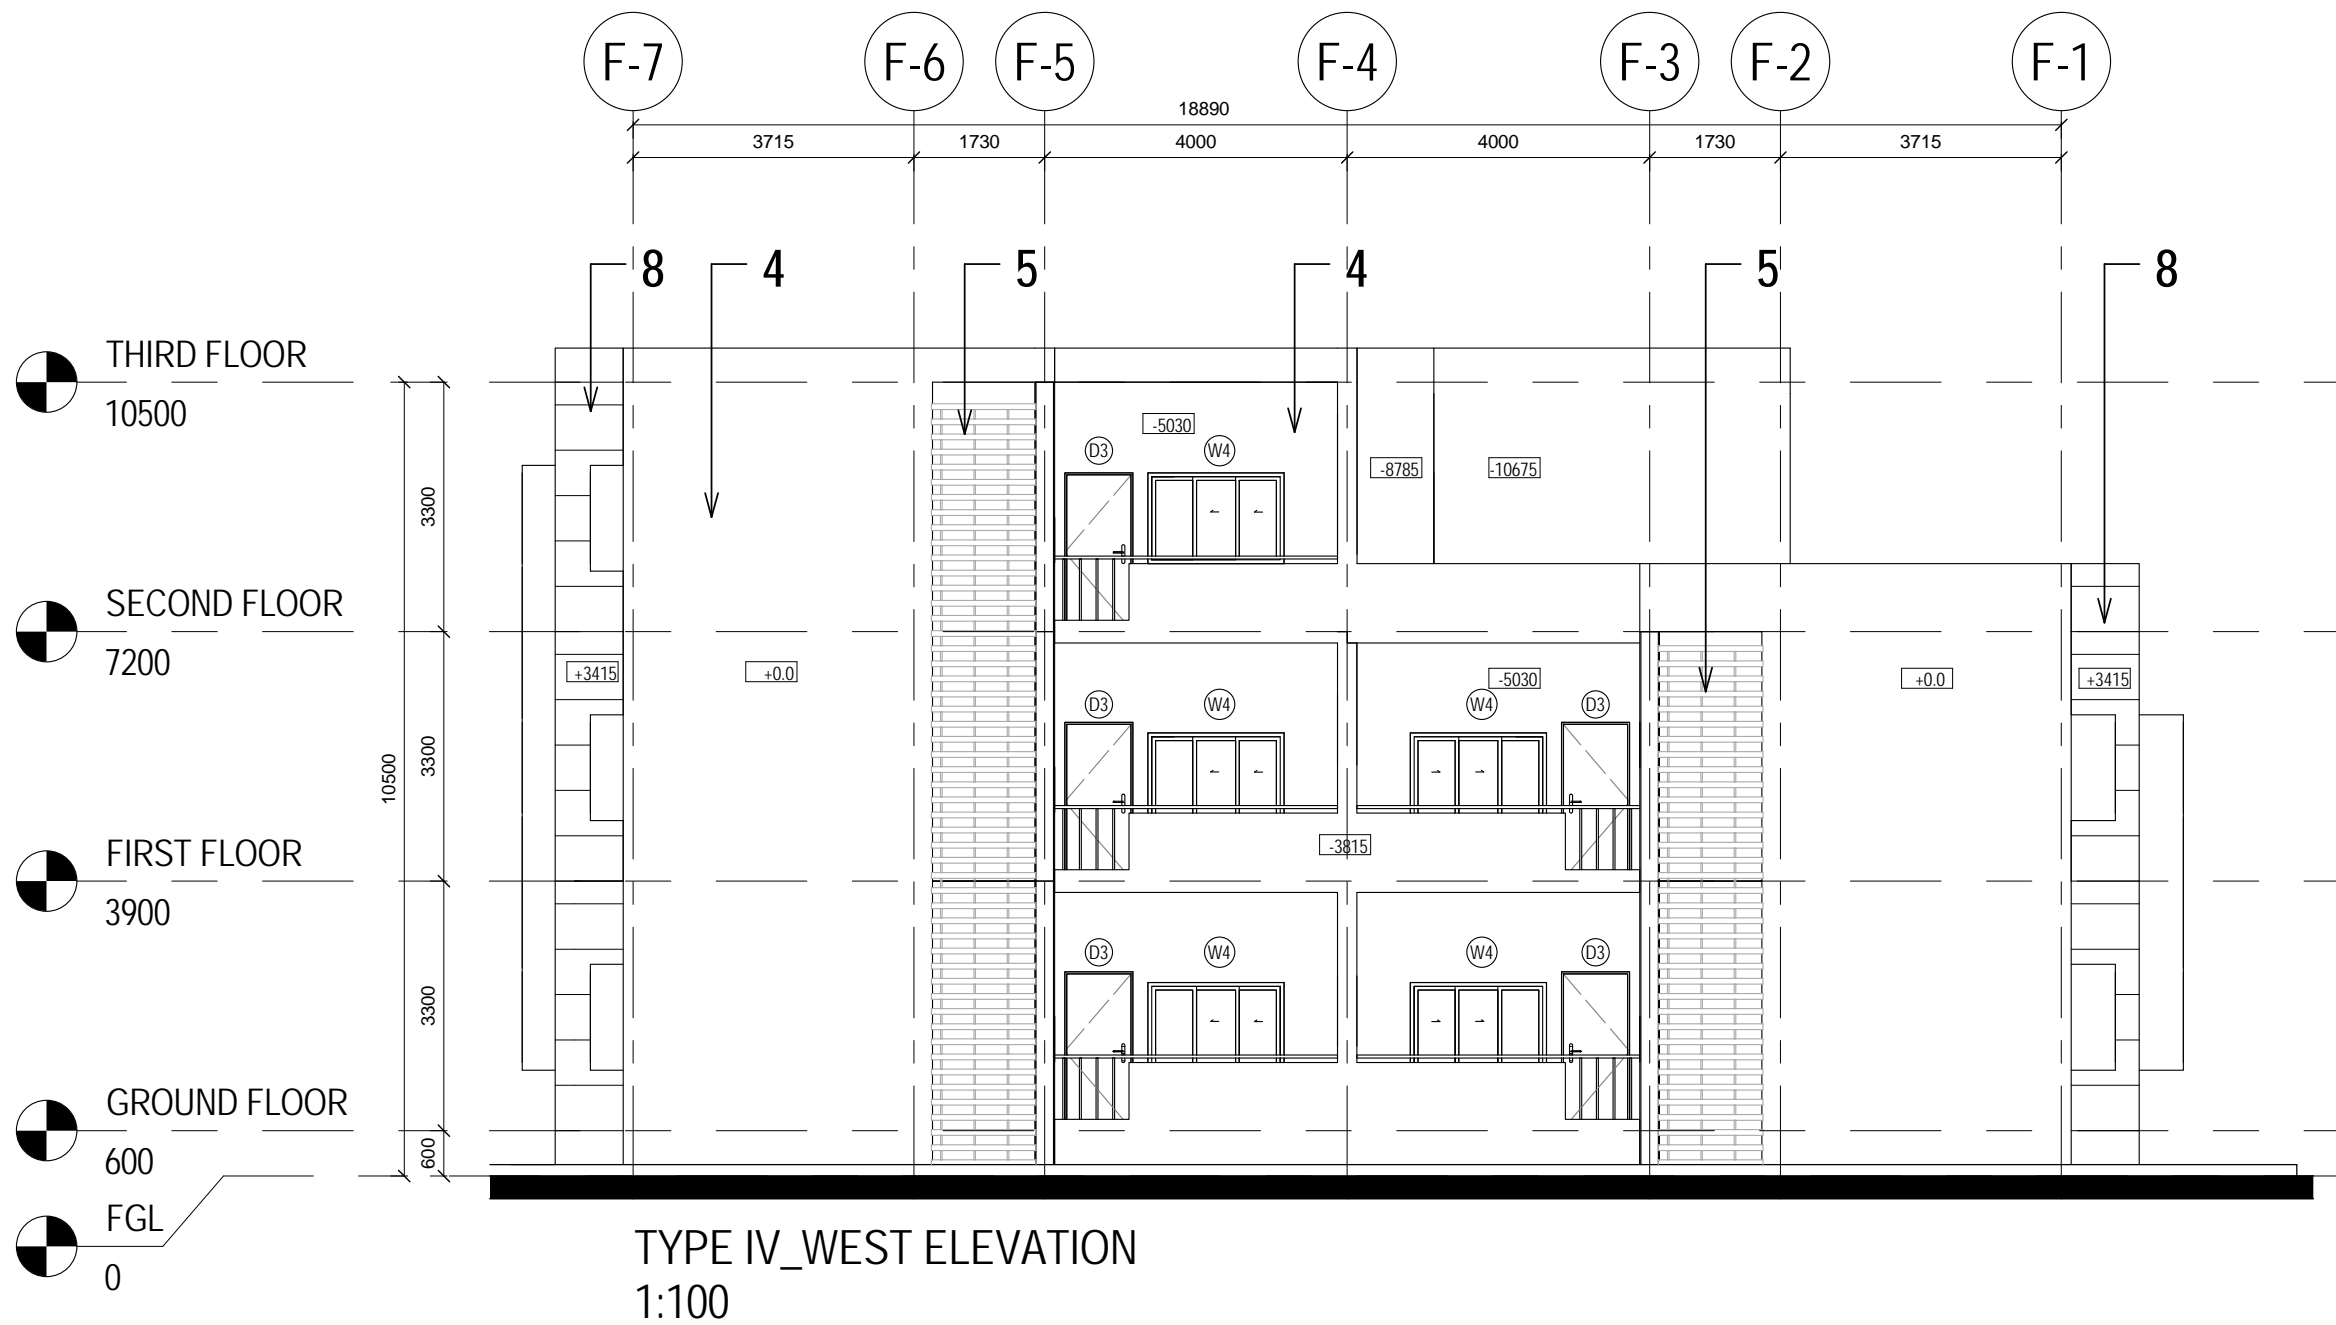 F-7 F-6 F-5 F-4 F-3 F-2 F-1
18890
3715 1730 4000 4000 1730 3715
8 4 5 4 5 8
THIRD FLOOR
10500
-5030
D3 W4
-8785 -10675
3300
SECOND FLOOR
7200
+3415 +0.0 -5030 +0.0 +3415
D3 W4 W4 D3
3300
10500
-3815
FIRST FLOOR
3900
D3 W4 W4 D3
3300
GROUND FLOOR
600
600
FGL
0
TYPE IV_WEST ELEVATION
1:100